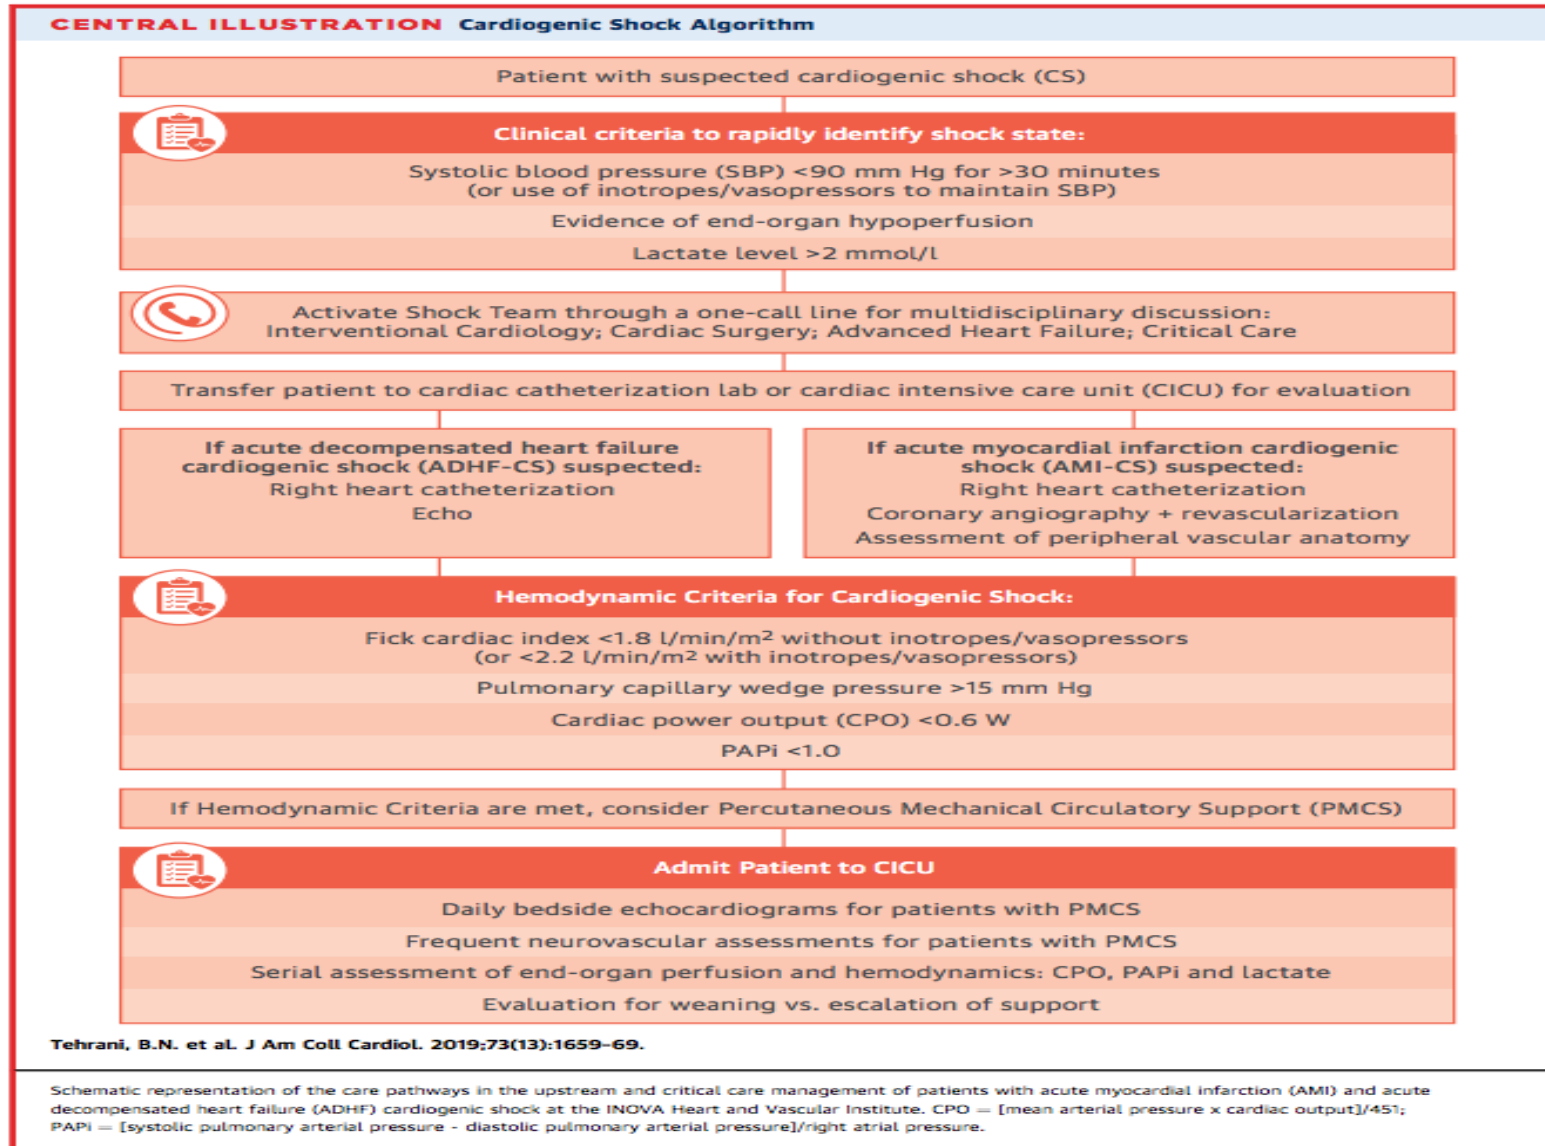 CENTRAL ILLUSTRATION Cardiogenic Shock Algorithm
Patient with suspected cardiogenic shock (CS)
Clinical criteria to rapidly identify shock state:
Systolic blood pressure (SBP) <90 mm Hg for >30 minutes
(or use of inotropes/vasopressors to maintain SBP)
Evidence of end-organ hypoperfusion
Lactate level >2 mmol/l
Activate Shock Team through a one-call line for multidisciplinary discussion:
Interventional Cardiology; Cardiac Surgery; Advanced Heart Failure; Critical Care
Transfer patient to cardiac catheterization lab or cardiac intensive care unit (CICU) for evaluation
If acute decompensated heart failure
cardiogenic shock (ADHF-CS) suspected:
Right heart catheterization
Echo
If acute myocardial infarction cardiogenic
shock (AMI-CS) suspected:
Right heart catheterization
Coronary angiography + revascularization
Assessment of peripheral vascular anatomy
Hemodynamic Criteria for Cardiogenic Shock:
Fick cardiac index <1.8 l/min/m² without inotropes/vasopressors
(or <2.2 l/min/m² with inotropes/vasopressors)
Pulmonary capillary wedge pressure >15 mm Hg
Cardiac power output (CPO) <0.6 W
PAPi <1.0
If Hemodynamic Criteria are met, consider Percutaneous Mechanical Circulatory Support (PMCS)
Admit Patient to CICU
Daily bedside echocardiograms for patients with PMCS
Frequent neurovascular assessments for patients with PMCS
Serial assessment of end-organ perfusion and hemodynamics: CPO, PAPi and lactate
Evaluation for weaning vs. escalation of support
Tehrani, B.N. et al. J Am Coll Cardiol. 2019;73(13):1659-69.
Schematic representation of the care pathways in the upstream and critical care management of patients with acute myocardial infarction (AMI) and acute
decompensated heart failure (ADHF) cardiogenic shock at the INOVA Heart and Vascular Institute. CPO = [mean arterial pressure x cardiac output]/451;
PAPi = [systolic pulmonary arterial pressure - diastolic pulmonary arterial pressure]/right atrial pressure.